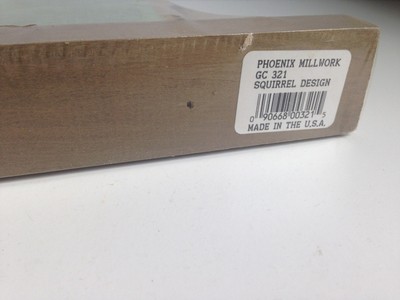 PHOENIX MILLWORK
GC 321
SQUIRREL DESIGN
0 90668 00321 5
MADE IN THE U.S.A.